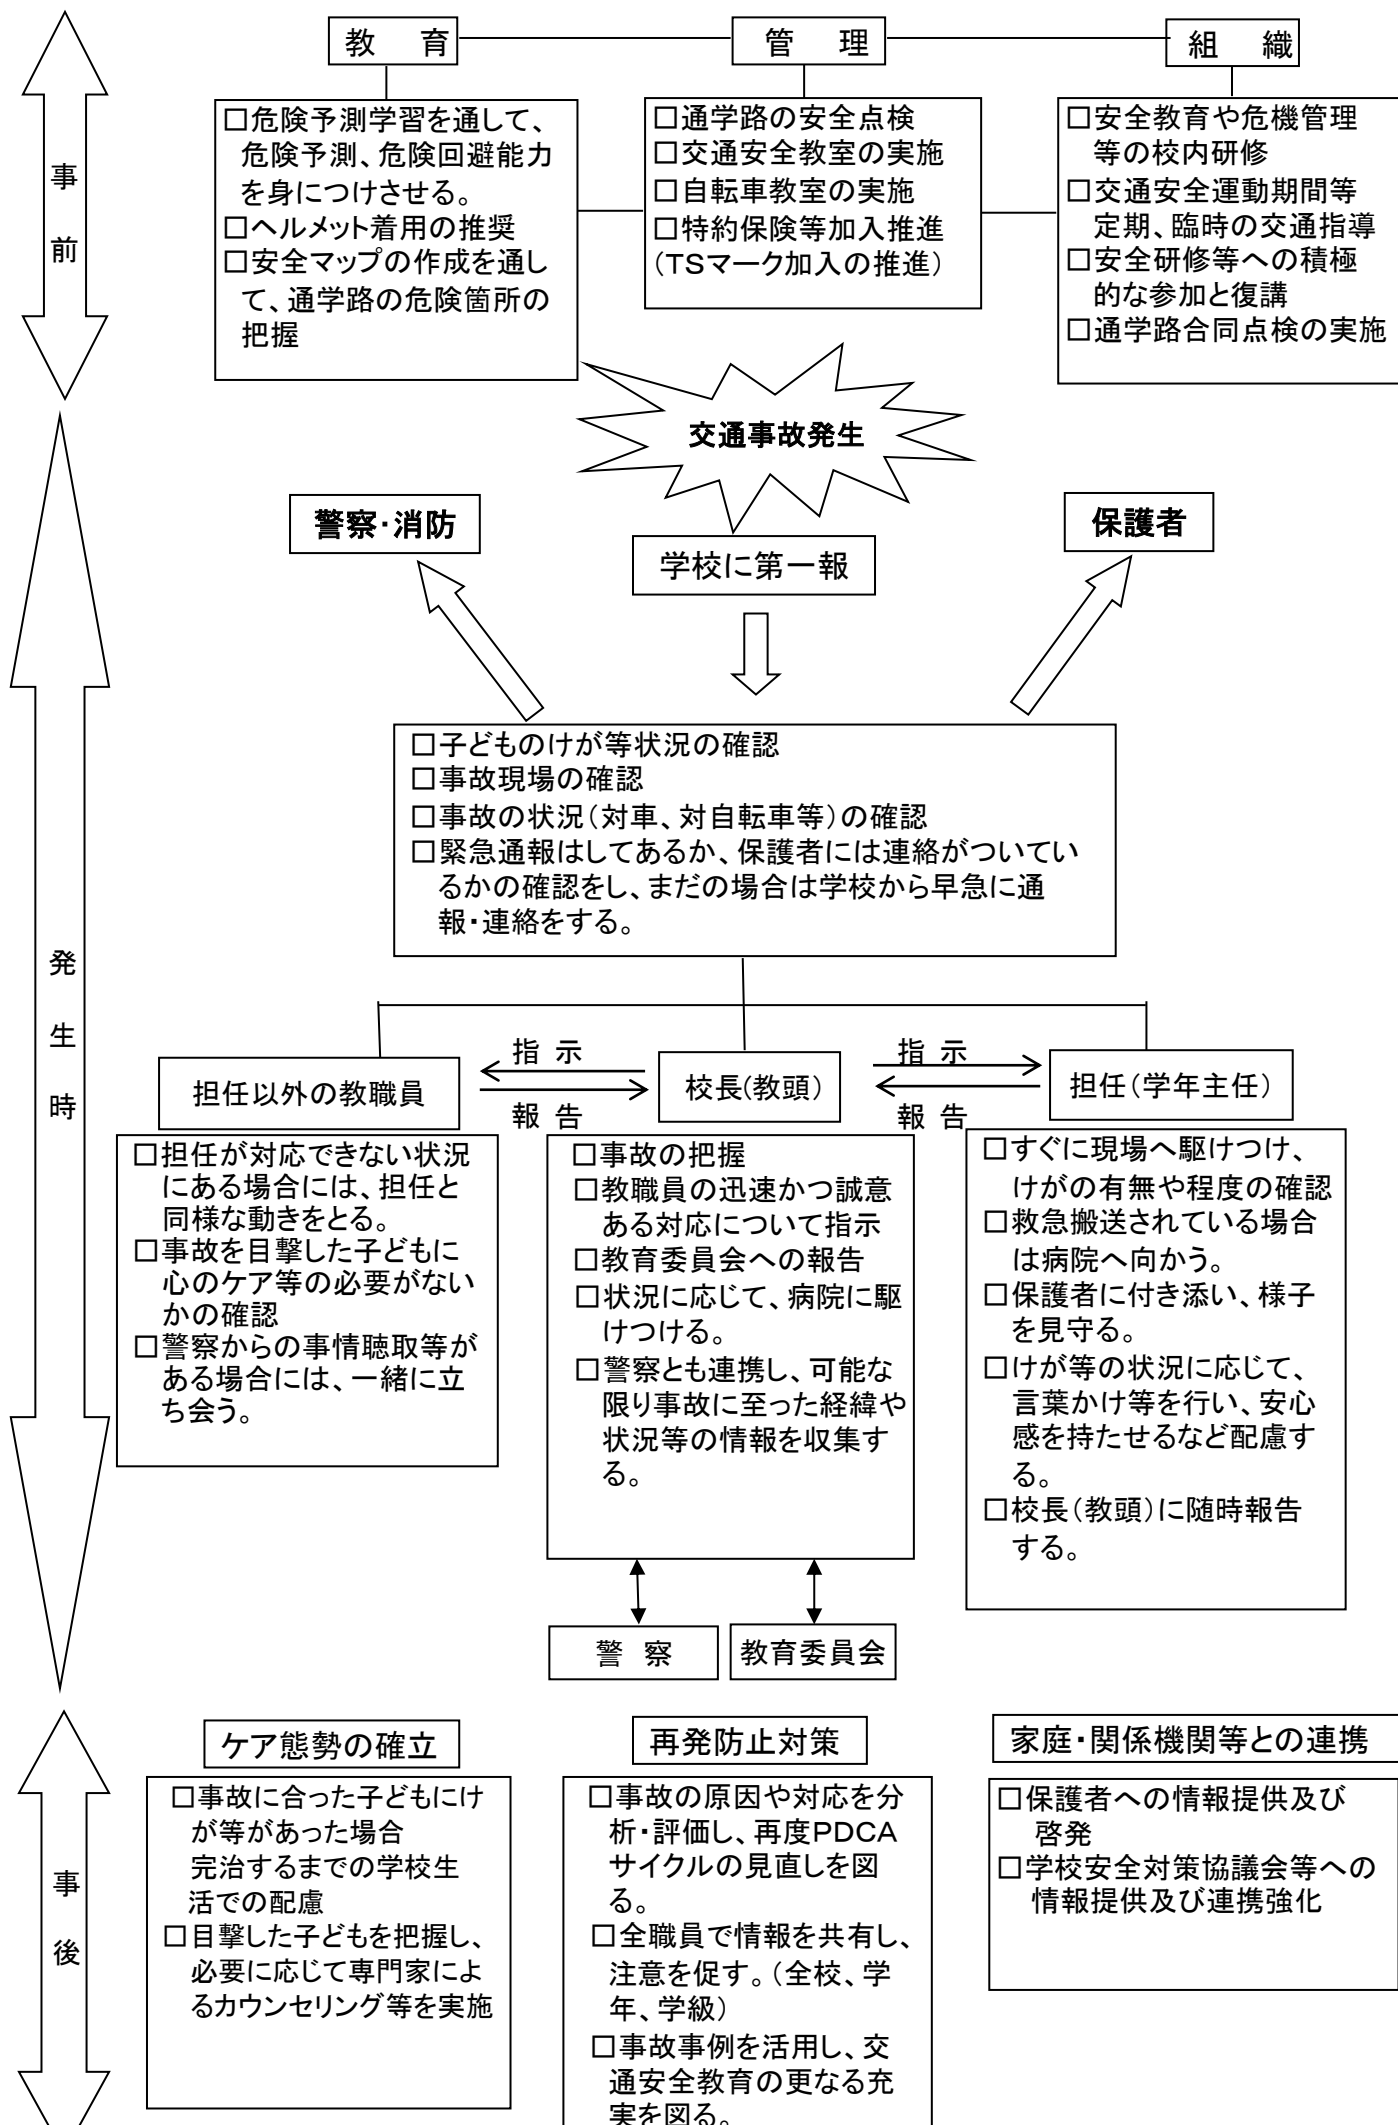 教　育
管　理
組　織
事前
□危険予測学習を通して、
危険予測、危険回避能力
を身につけさせる。
□ヘルメット着用の推奨
□安全マップの作成を通し
て、通学路の危険箇所の
把握
□通学路の安全点検
□交通安全教室の実施
□自転車教室の実施
□特約保険等加入推進
（TSマーク加入の推進）
□安全教育や危機管理
等の校内研修
□交通安全運動期間等
定期、臨時の交通指導
□安全研修等への積極
的な参加と復講
□通学路合同点検の実施
交通事故発生
警察・消防
学校に第一報
保護者
発生時
□子どものけが等状況の確認
□事故現場の確認
□事故の状況（対車、対自転車等）の確認
□緊急通報はしてあるか、保護者には連絡がついてい
るかの確認をし、まだの場合は学校から早急に通
報・連絡をする。
担任以外の教職員
指 示
報 告
校長(教頭)
指 示
報 告
担任(学年主任)
□担任が対応できない状況
にある場合には、担任と
同様な動きをとる。
□事故を目撃した子どもに
心のケア等の必要がない
かの確認
□警察からの事情聴取等が
ある場合には、一緒に立
ち会う。
□事故の把握
□教職員の迅速かつ誠意
ある対応について指示
□教育委員会への報告
□状況に応じて、病院に駆
けつける。
□警察とも連携し、可能な
限り事故に至った経緯や
状況等の情報を収集す
る。
□すぐに現場へ駆けつけ、
けがの有無や程度の確認
□救急搬送されている場合
は病院へ向かう。
□保護者に付き添い、様子
を見守る。
□けが等の状況に応じて、
言葉かけ等を行い、安心
感を持たせるなど配慮す
る。
□校長（教頭）に随時報告
する。
警 察
教育委員会
事後
ケア態勢の確立
□事故に合った子どもにけ
が等があった場合
完治するまでの学校生
活での配慮
□目撃した子どもを把握し、
必要に応じて専門家によ
るカウンセリング等を実施
再発防止対策
□事故の原因や対応を分
析・評価し、再度PDCA
サイクルの見直しを図
る。
□全職員で情報を共有し、
注意を促す。（全校、学
年、学級）
□事故事例を活用し、交
通安全教育の更なる充
実を図る。
家庭・関係機関等との連携
□保護者への情報提供及び
啓発
□学校安全対策協議会等への
情報提供及び連携強化